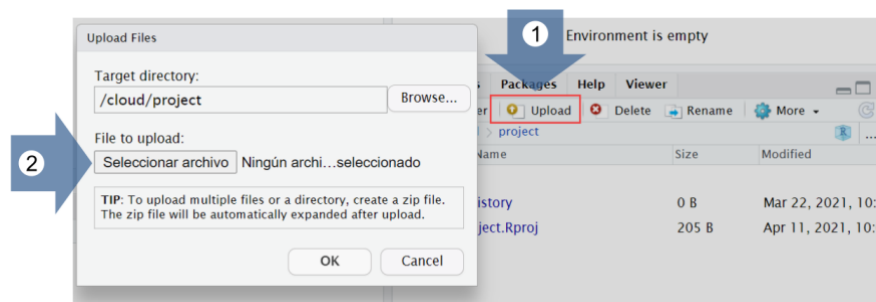 1
Environment is empty
Upload Files
Target directory:
/cloud/project
Browse...
File to upload:
2
Seleccionar archivo Ningún archi...seleccionado
TIP: To upload multiple files or a directory, create a zip file.
The zip file will be automatically expanded after upload.
OK Cancel
Packages Help Viewer
Upload Delete Rename More
project
Name Size Modified
istory 0 B Mar 22, 2021, 10:
ject.Rproj 205 B Apr 11, 2021, 10: